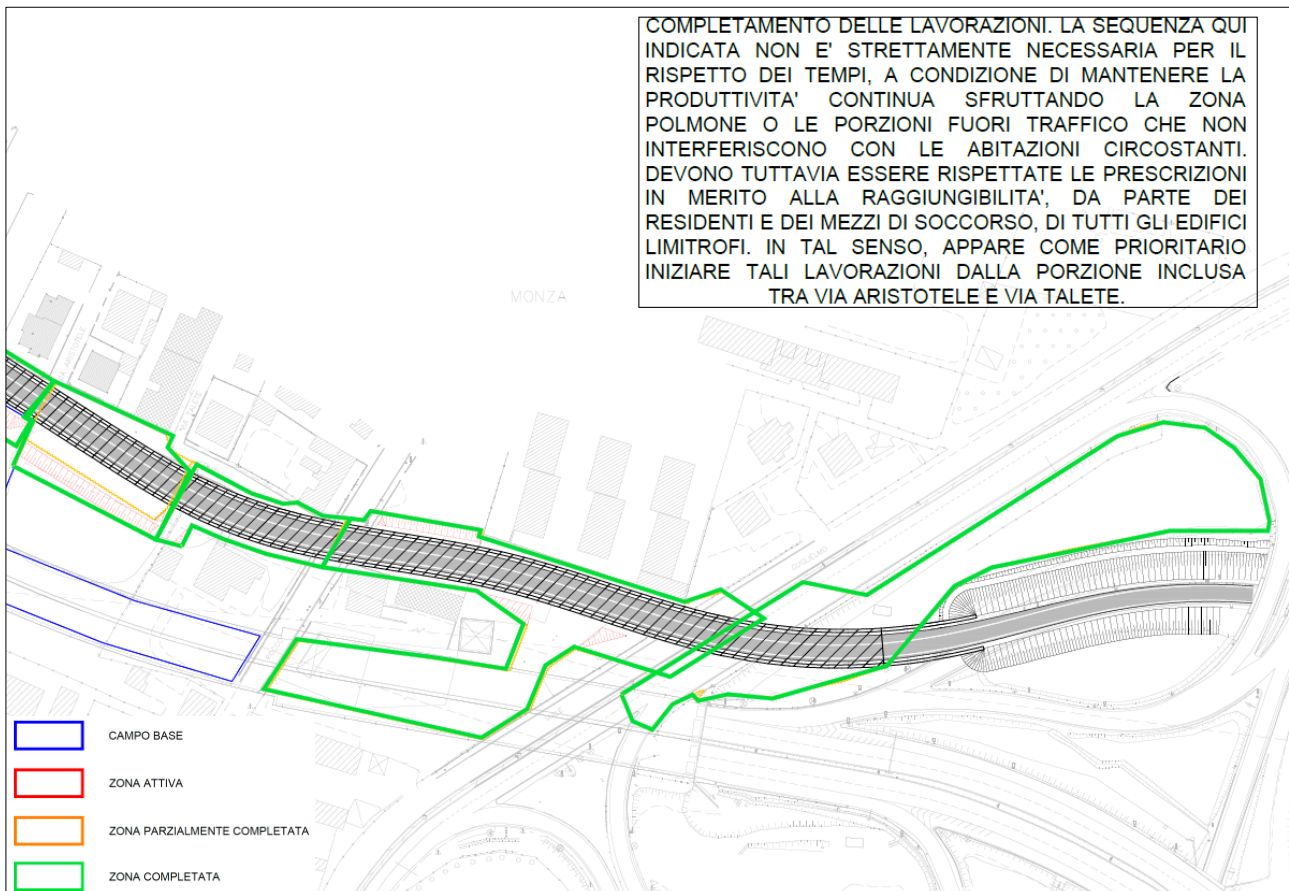 COMPLETAMENTO DELLE LAVORAZIONI. LA SEQUENZA QUI
INDICATA NON E' STRETTAMENTE NECESSARIA PER IL
RISPETTO DEI TEMPI, A CONDIZIONE DI MANTENERE LA
PRODUTTIVITA' CONTINUA SFRUTTANDO LA ZONA
POLMONE O LE PORZIONI FUORI TRAFFICO CHE NON
INTERFERISCONO CON LE ABITAZIONI CIRCOSTANTI.
DEVONO TUTTAVIA ESSERE RISPETTATE LE PRESCRIZIONI
IN MERITO ALLA RAGGIUNGIBILITA', DA PARTE DEI
RESIDENTI E DEI MEZZI DI SOCCORSO, DI TUTTI GLI EDIFICI
LIMITROFI. IN TAL SENSO, APPARE COME PRIORITARIO
INIZIARE TALI LAVORAZIONI DALLA PORZIONE INCLUSA
TRA VIA ARISTOTELE E VIA TALETE.
MONZA
ARISTOTELE
GUGLIELMO
CAMPO BASE
ZONA ATTIVA
ZONA PARZIALMENTE COMPLETATA
ZONA COMPLETATA